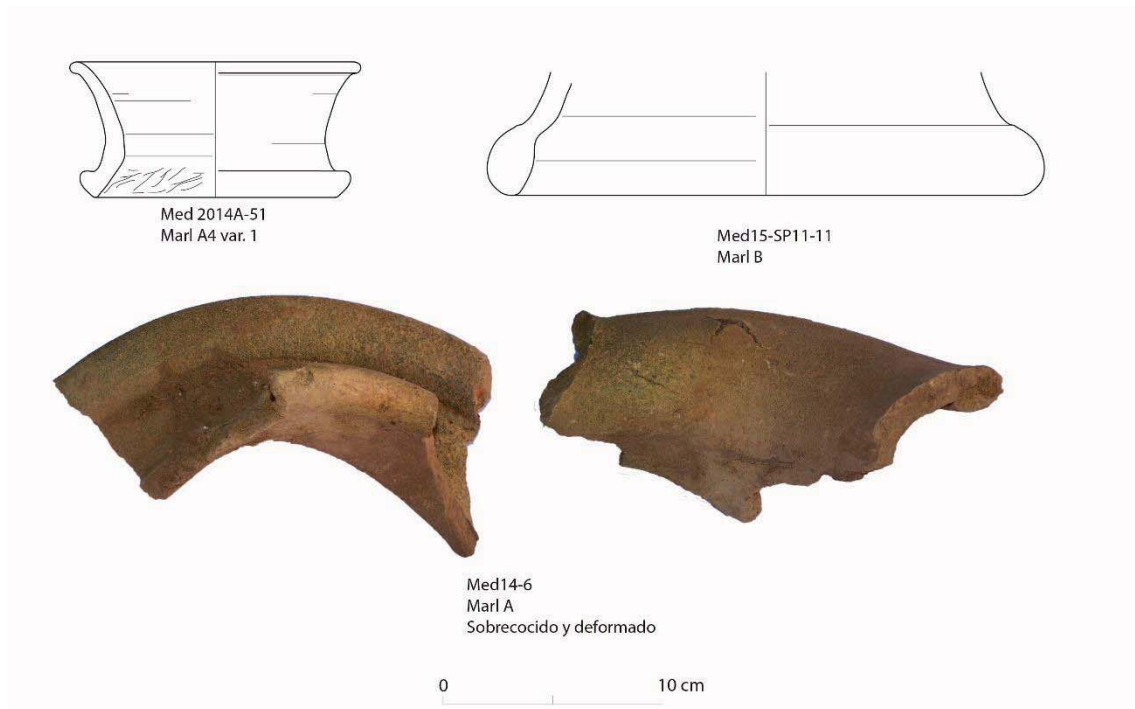 Med 2014A-51
Marl A4 var. 1
Med15-SP11-11
Marl B
Med14-6
Marl A
Sobrecocido y deformado
0 10 cm